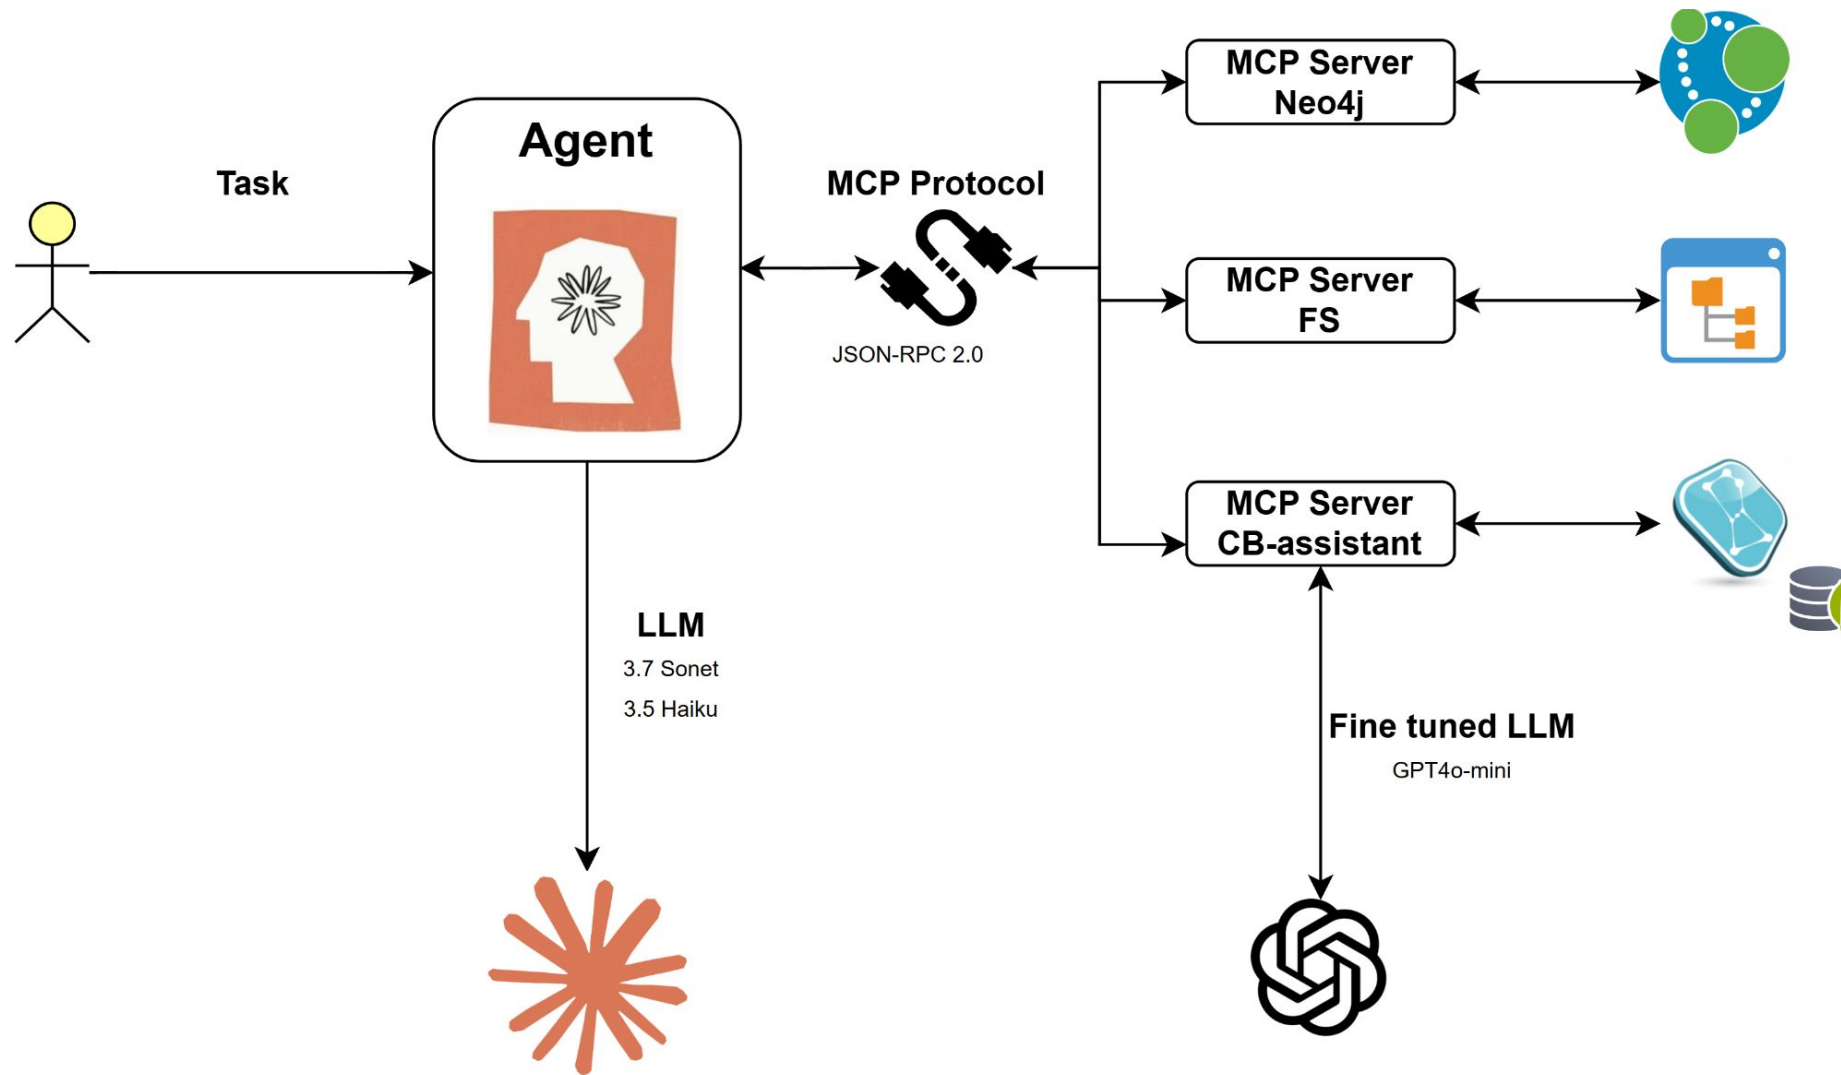 Task
Agent
MCP Protocol
JSON-RPC 2.0
MCP Server
Neo4j
MCP Server
FS
MCP Server
CB-assistant
LLM
3.7 Sonet
3.5 Haiku
Fine tuned LLM
GPT4o-mini